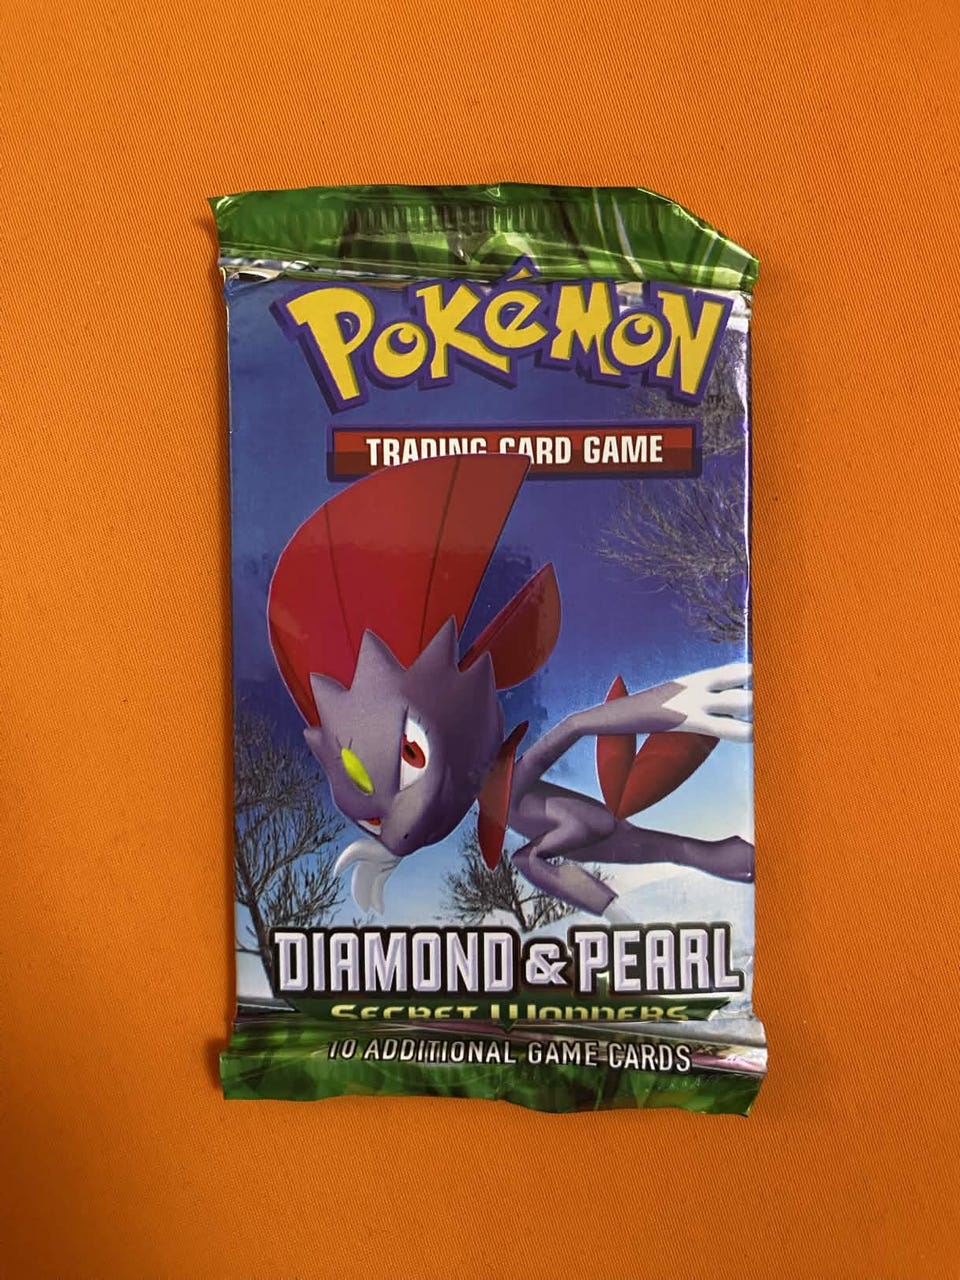 POKéMON
TRADING CARD GAME
DIAMOND & PEARL
SECRET WONDERS
10 ADDITIONAL GAME CARDS